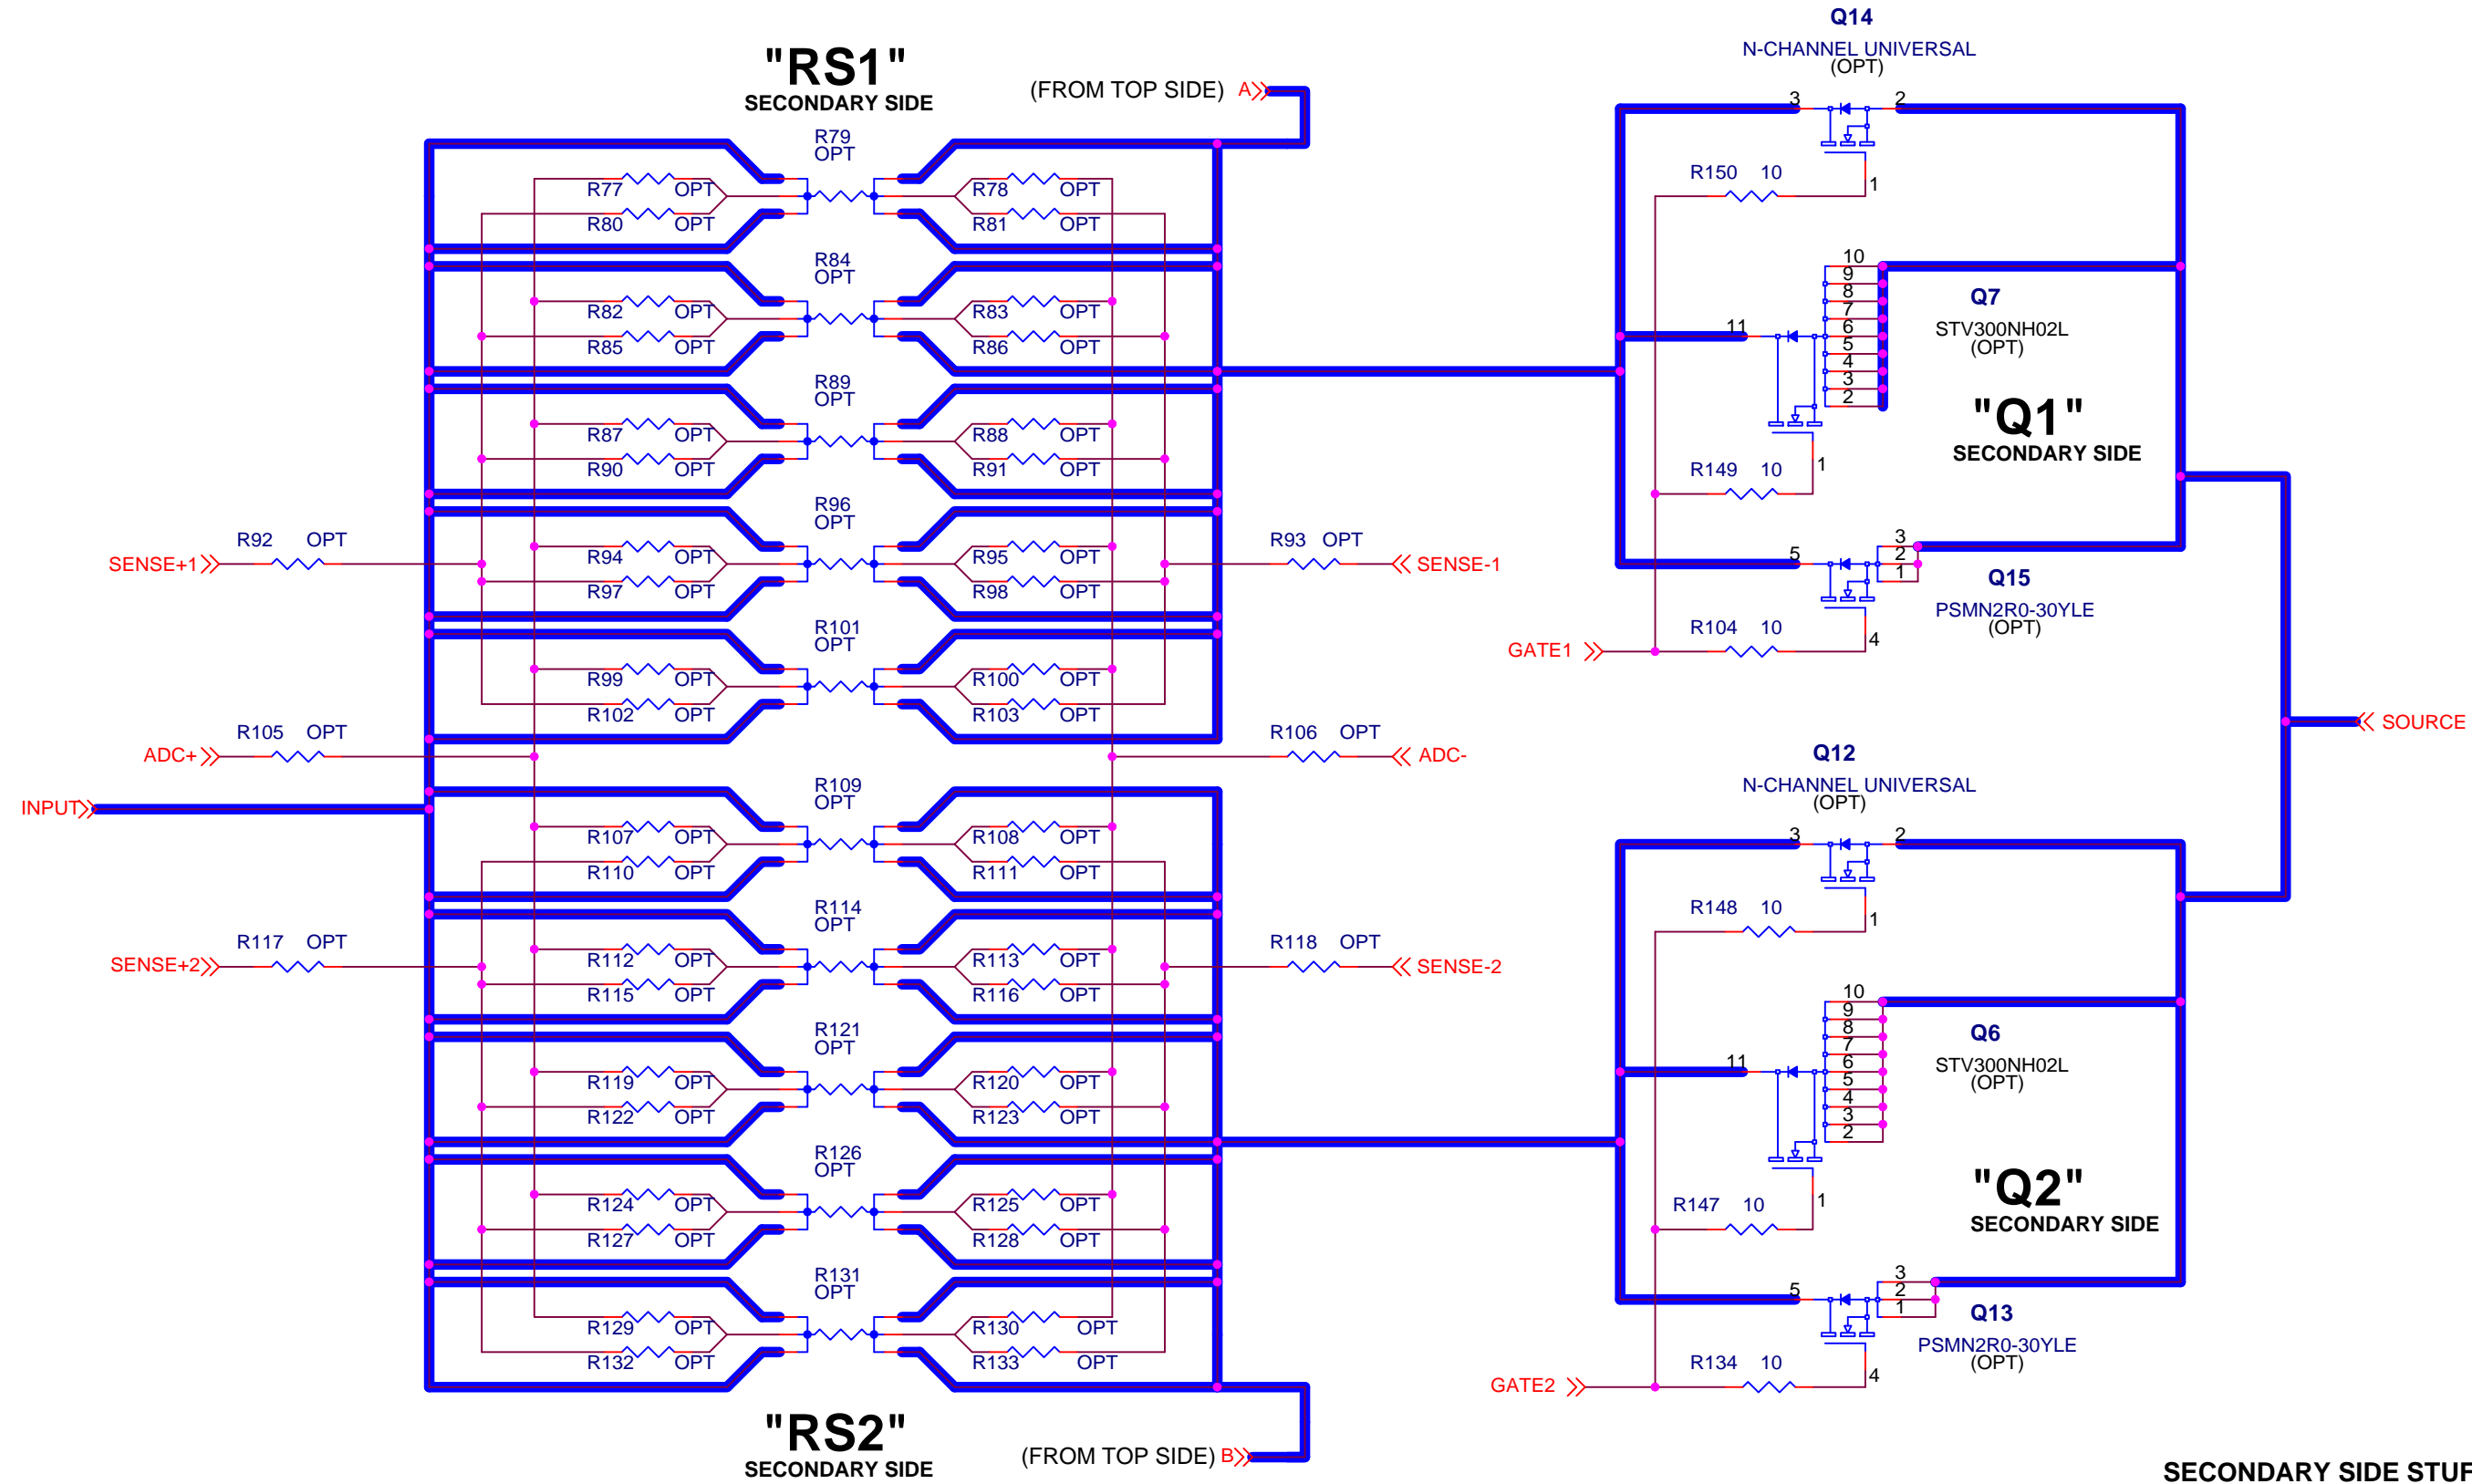 Q14
N-CHANNEL UNIVERSAL
(OPT)
"RS1"
SECONDARY SIDE
(FROM TOP SIDE) A
3 2
R79
OPT
R77 OPT
R78 OPT
R80 OPT
R81 OPT
R150 10
1
R84
OPT
R82 OPT
R83 OPT
R85 OPT
R86 OPT
10
9
8
7
6
5
4
3
2
11
Q7
STV300NH02L
(OPT)
"Q1"
SECONDARY SIDE
R89
OPT
R87 OPT
R88 OPT
R90 OPT
R91 OPT
R149 10
1
R96
OPT
SENSE+1
R92 OPT
R94 OPT
R95 OPT
R97 OPT
R98 OPT
R93 OPT
SENSE-1
5
3
2
1
Q15
PSMN2R0-30YLE
(OPT)
R101
OPT
R99 OPT
R100 OPT
R102 OPT
R103 OPT
GATE1
R104 10
4
ADC+
R105 OPT
R106 OPT
ADC-
SOURCE
INPUT
Q12
N-CHANNEL UNIVERSAL
(OPT)
3 2
R109
OPT
R107 OPT
R108 OPT
R110 OPT
R111 OPT
R148 10
1
R114
OPT
SENSE+2
R117 OPT
R112 OPT
R113 OPT
R115 OPT
R116 OPT
R118 OPT
SENSE-2
10
9
8
7
6
5
4
3
2
11
Q6
STV300NH02L
(OPT)
"Q2"
SECONDARY SIDE
R121
OPT
R119 OPT
R120 OPT
R122 OPT
R123 OPT
R126
OPT
R124 OPT
R125 OPT
R127 OPT
R128 OPT
R147 10
1
R131
OPT
R129 OPT
R130 OPT
R132 OPT
R133 OPT
5
3
2
1
Q13
PSMN2R0-30YLE
(OPT)
GATE2
R134 10
4
"RS2"
SECONDARY SIDE
(FROM TOP SIDE) B
SECONDARY SIDE STUF